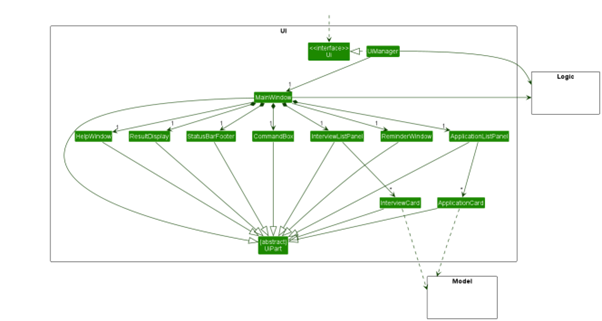 UI
<<interface>>
Ui
UiManager
Logic
1
MainWindow
1
1
1
1
1
1
1
HelpWindow
ResultDisplay
StatusBarFooter
CommandBox
InterviewListPanel
ReminderWindow
ApplicationListPanel
*
*
InterviewCard
ApplicationCard
{abstract}
UiPart
Model